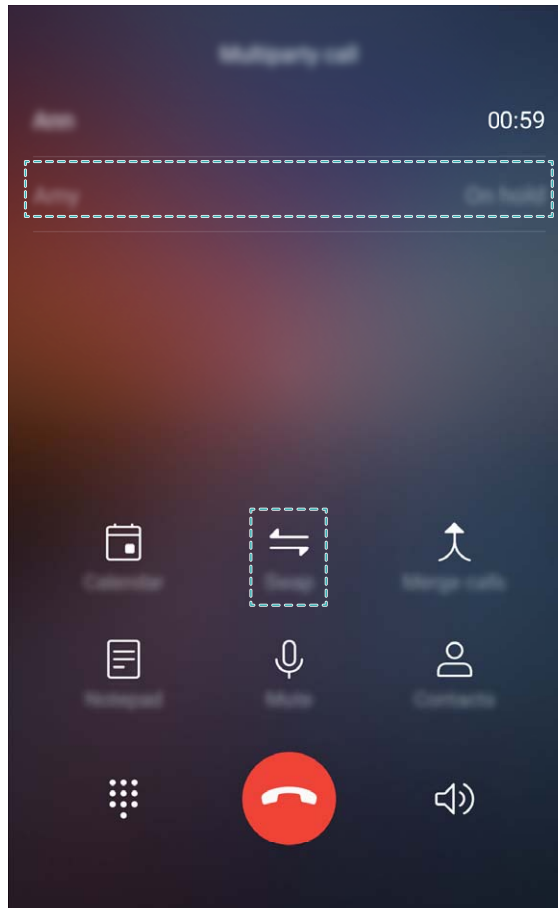 Multiparty call
Ann
00:59
Amy
On hold
Calendar
Swap
Merge calls
Notepad
Mute
Contacts